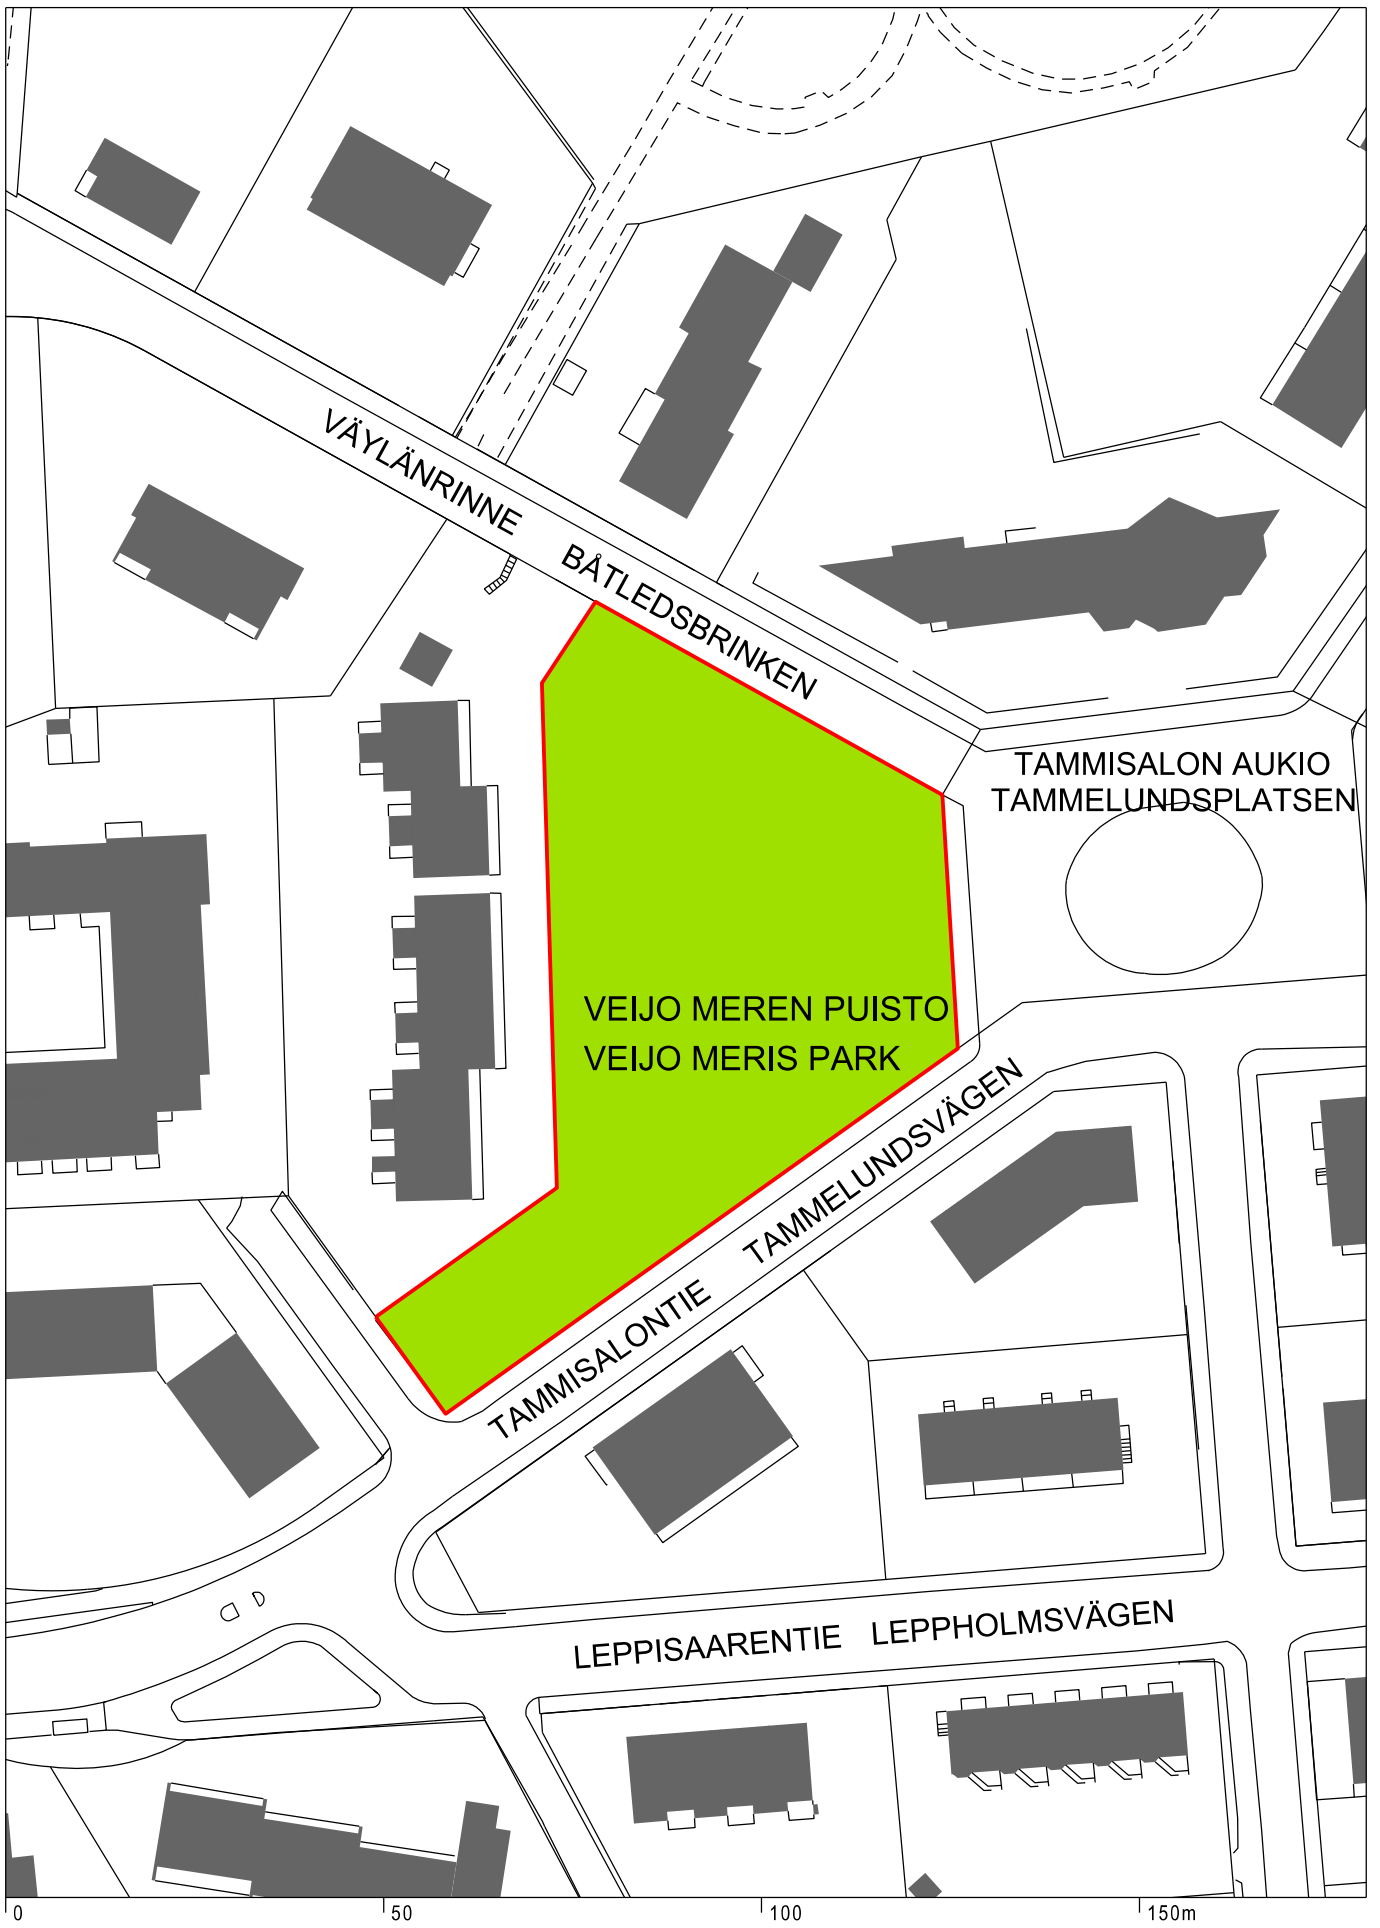 VÄYLÄNRINNE BÅTLEDSBRINKEN
TAMMISALON AUKIO
TAMMELUNDSPLATSEN
VEIJO MEREN PUISTO
VEIJO MERIS PARK
TAMMISALONTIE TAMMELUNDSVÄGEN
LEPPISAARENTIE LEPPHOLMSVÄGEN
0 50 100 150m